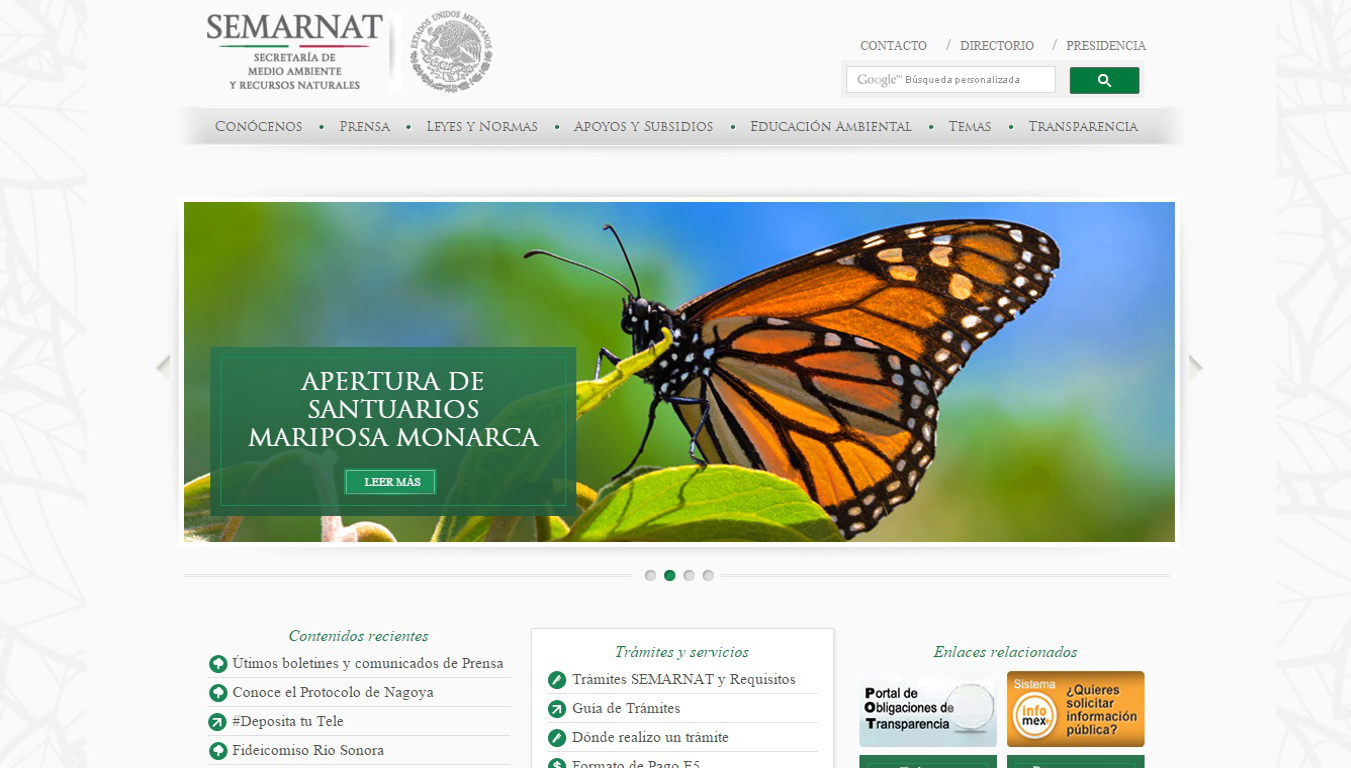 SEMARNAT
SECRETARÍA DE
MEDIO AMBIENTE
Y RECURSOS NATURALES
ESTADOS UNIDOS MEXICANOS
CONTACTO / DIRECTORIO / PRESIDENCIA
Google™ Búsqueda personalizada
CONÓCENOS • PRENSA • LEYES Y NORMAS • APOYOS Y SUBSIDIOS • EDUCACIÓN AMBIENTAL • TEMAS • TRANSPARENCIA
APERTURA DE
SANTUARIOS
MARIPOSA MONARCA
LEER MÁS
Contenidos recientes
Útimos boletines y comunicados de Prensa
Conoce el Protocolo de Nagoya
#Deposita tu Tele
Fideicomiso Río Sonora
Trámites y servicios
Trámites SEMARNAT y Requisitos
Guía de Trámites
Dónde realizo un trámite
Formato de Pago E5
Enlaces relacionados
Portal de
Obligaciones de
Transparencia
Sistema
info
mex
¿Quieres
solicitar
información
pública?